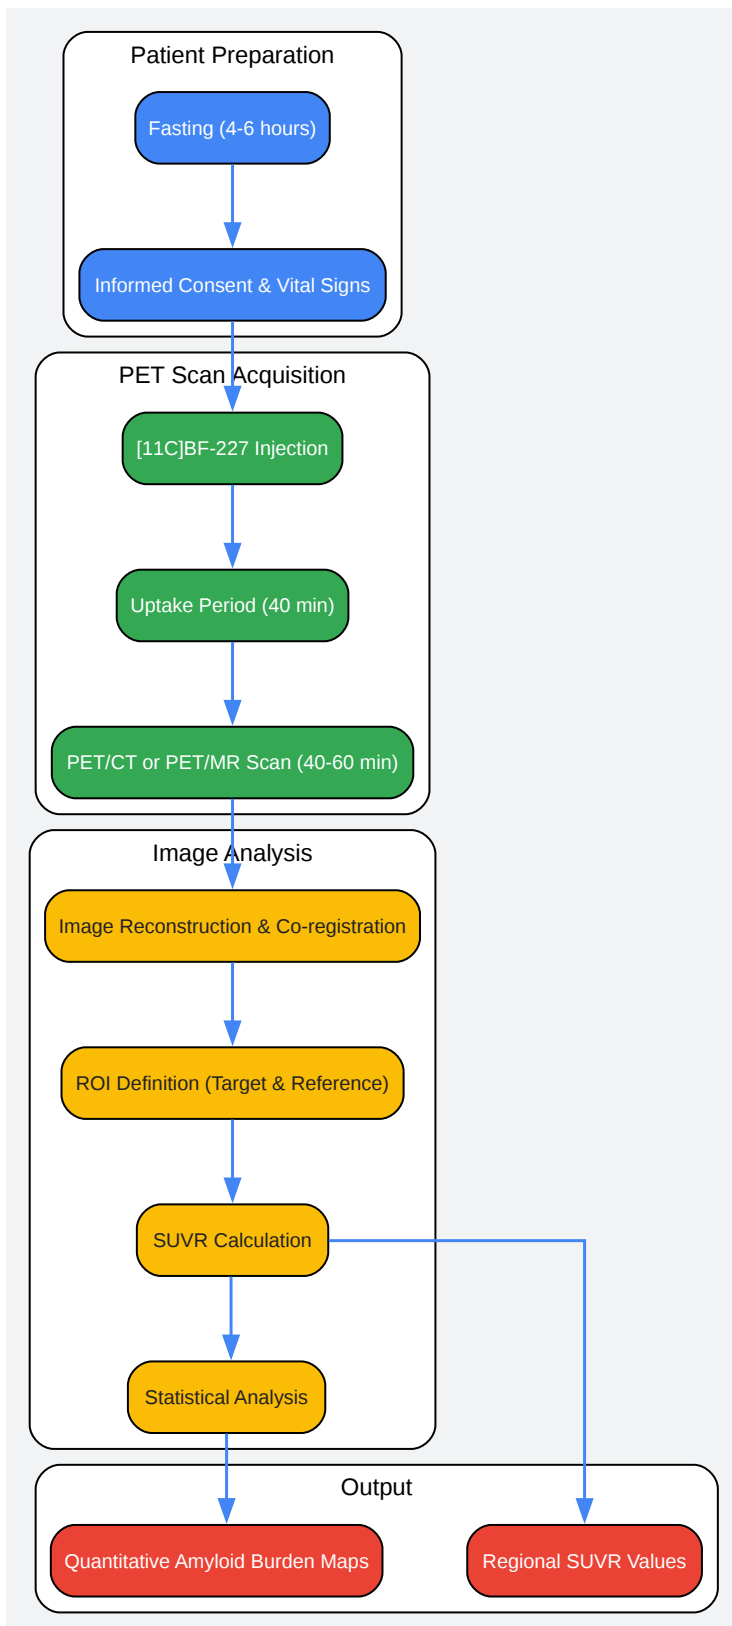 Patient Preparation
Fasting (4-6 hours)
Informed Consent & Vital Signs
PET Scan Acquisition
[11C]BF-227 Injection
Uptake Period (40 min)
PET/CT or PET/MR Scan (40-60 min)
Image Analysis
Image Reconstruction & Co-registration
ROI Definition (Target & Reference)
SUVR Calculation
Statistical Analysis
Output
Quantitative Amyloid Burden Maps
Regional SUVR Values